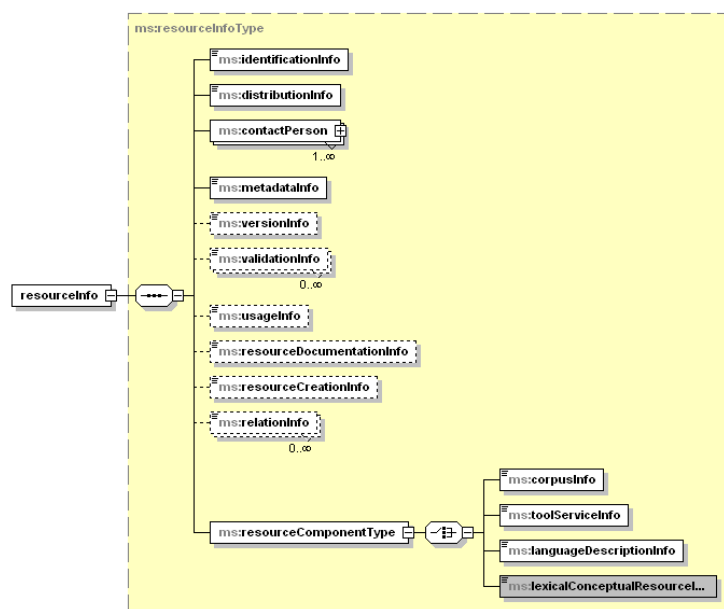 ms:resourceInfoType
ms:identificationInfo
ms:distributionInfo
ms:contactPerson
1..∞
ms:metadataInfo
ms:versionInfo
ms:validationInfo
0..∞
resourceInfo
ms:usageInfo
ms:resourceDocumentationInfo
ms:resourceCreationInfo
ms:relationInfo
0..∞
ms:corpusInfo
ms:toolServiceInfo
ms:resourceComponentType
ms:languageDescriptionInfo
ms:lexicalConceptualResourceI...